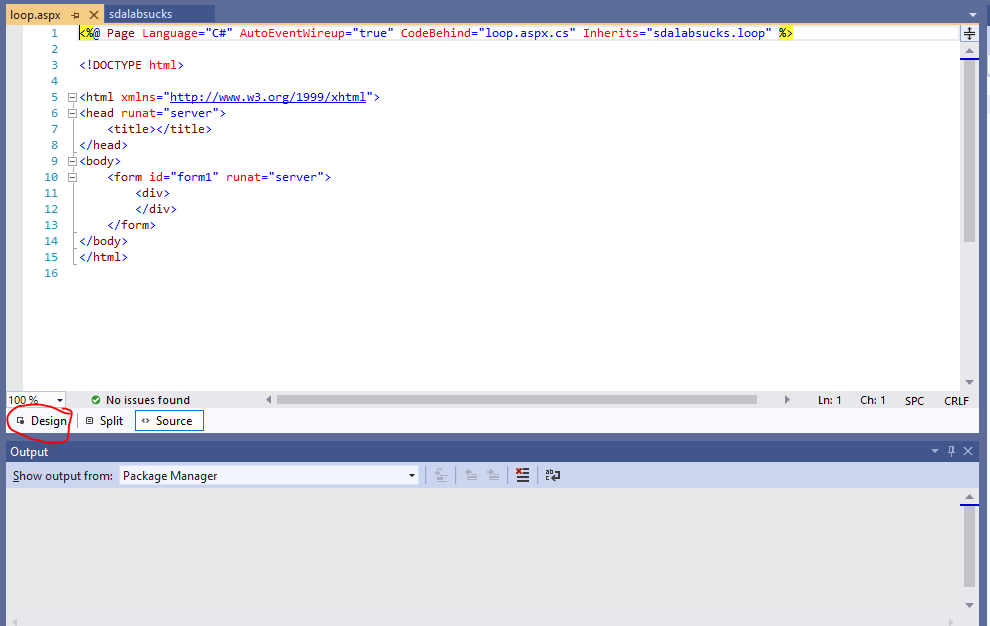 loop.aspx sdalabsucks
1 <%@ Page Language="C#" AutoEventWireup="true" CodeBehind="loop.aspx.cs" Inherits="sdalabsucks.loop" %>
2
3 <!DOCTYPE html>
4
5 <html xmlns="http://www.w3.org/1999/xhtml">
6 <head runat="server">
7 <title></title>
8 </head>
9 <body>
10 <form id="form1" runat="server">
11 <div>
12 </div>
13 </form>
14 </body>
15 </html>
16
100 % No issues found Ln: 1 Ch: 1 SPC CRLF
Design Split Source
Output
Show output from: Package Manager